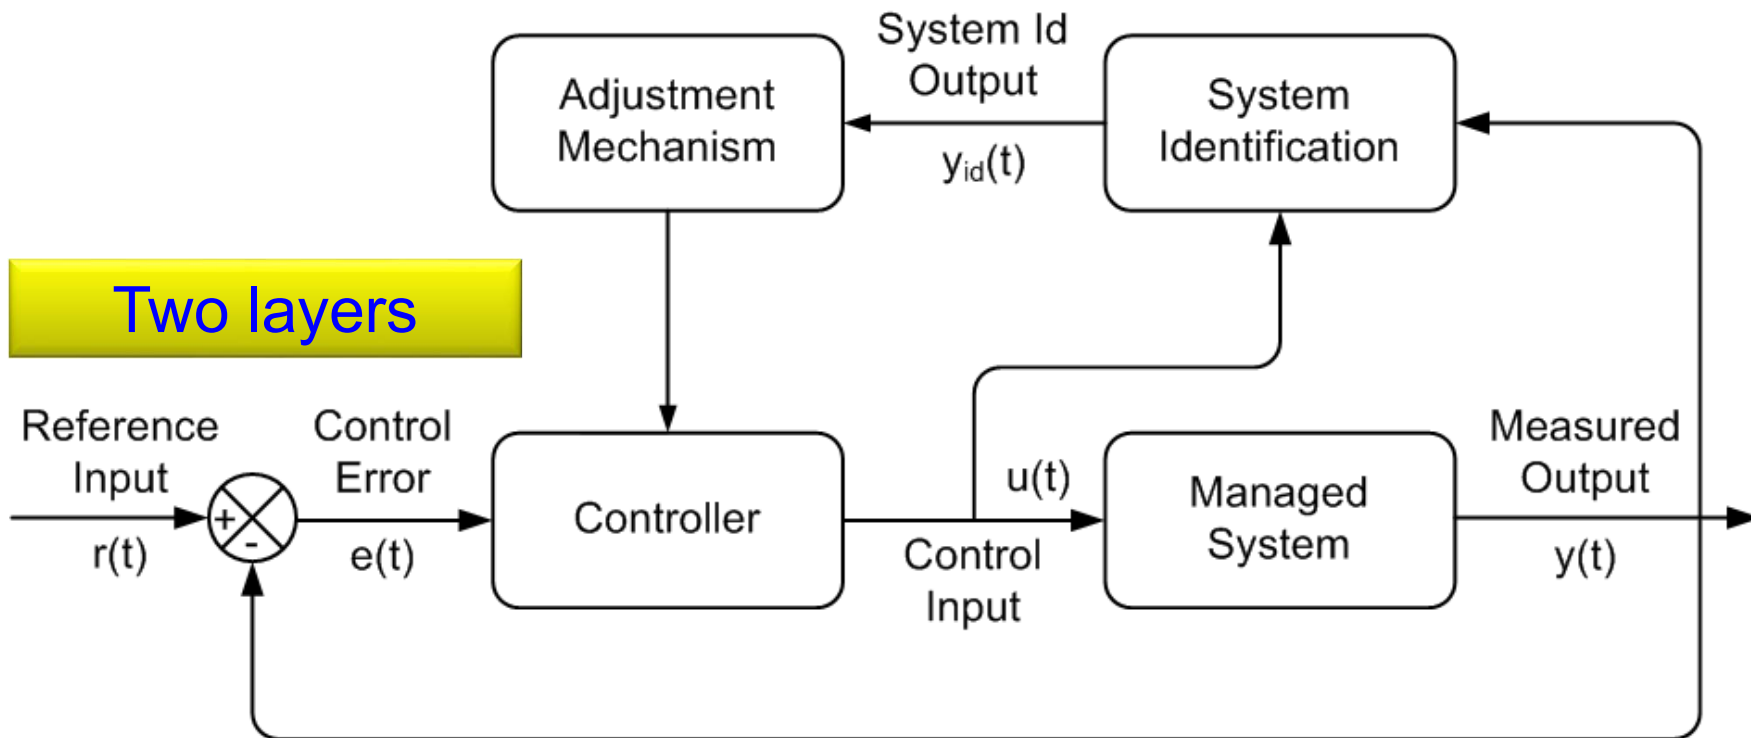 System Id
Output
y_id(t)
Adjustment
Mechanism
System
Identification
Two layers
Reference
Input
r(t)
+
-
Control
Error
e(t)
Controller
u(t)
Control
Input
Managed
System
Measured
Output
y(t)